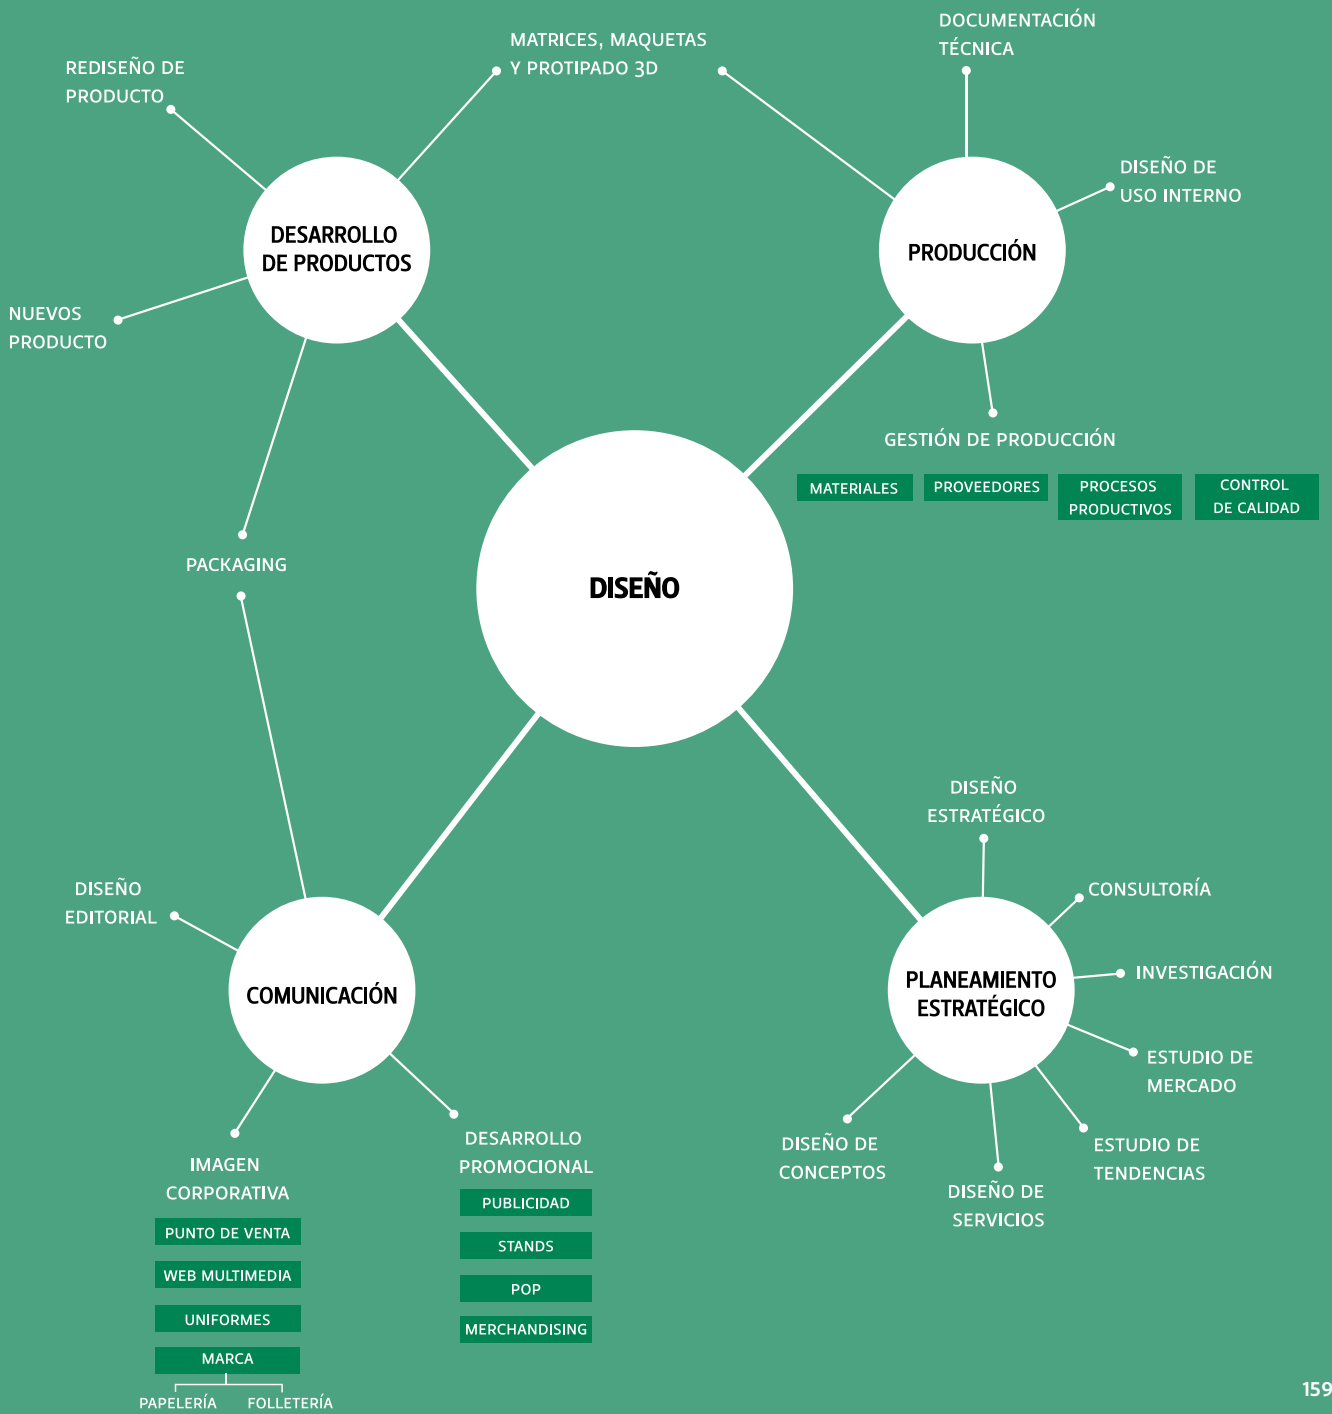 DOCUMENTACIÓN
TÉCNICA
MATRICES, MAQUETAS
Y PROTIPADO 3D
REDISEÑO DE
PRODUCTO
DISEÑO DE
USO INTERNO
DESARROLLO
DE PRODUCTOS
PRODUCCIÓN
NUEVOS
PRODUCTO
GESTIÓN DE PRODUCCIÓN
MATERIALES
PROVEEDORES
PROCESOS
PRODUCTIVOS
CONTROL
DE CALIDAD
PACKAGING
DISEÑO
DISEÑO
ESTRATÉGICO
DISEÑO
EDITORIAL
CONSULTORÍA
INVESTIGACIÓN
COMUNICACIÓN
PLANEAMIENTO
ESTRATÉGICO
ESTUDIO DE
MERCADO
DISEÑO DE
CONCEPTOS
ESTUDIO DE
TENDENCIAS
DISEÑO DE
SERVICIOS
IMAGEN
CORPORATIVA
PUNTO DE VENTA
WEB MULTIMEDIA
UNIFORMES
MARCA
PAPELERÍA
FOLLETERÍA
DESARROLLO
PROMOCIONAL
PUBLICIDAD
STANDS
POP
MERCHANDISING
159